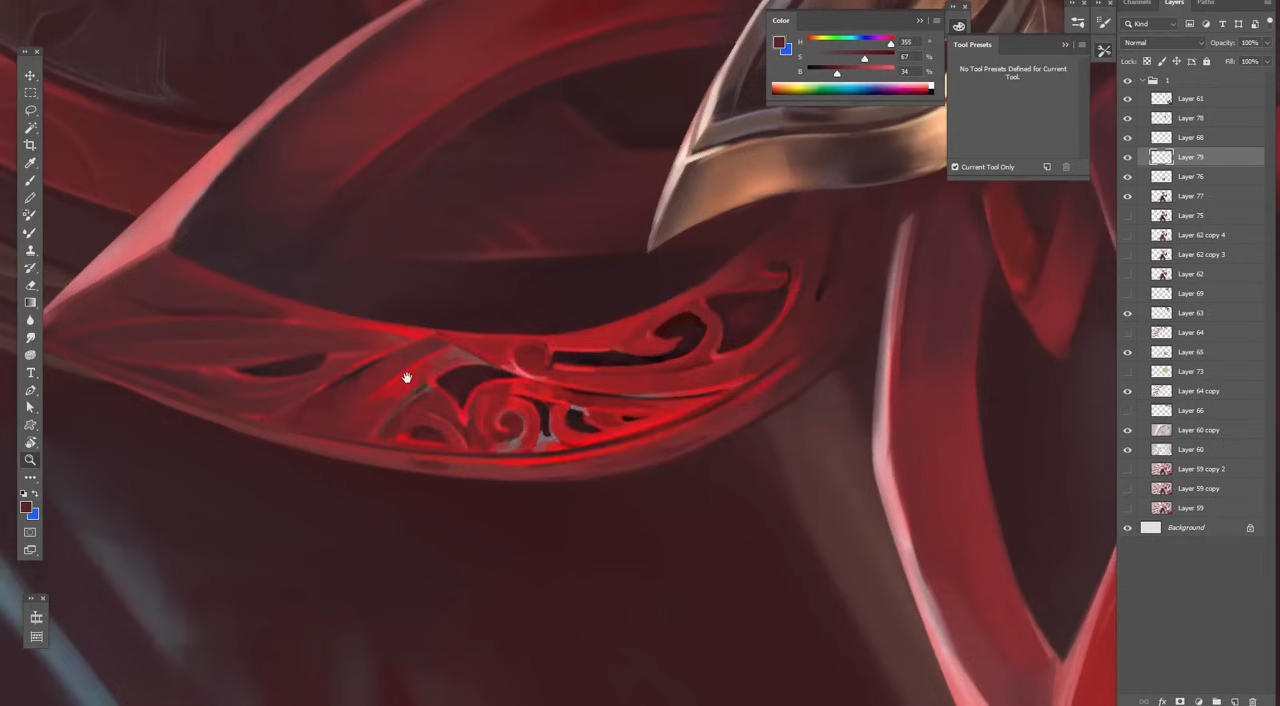 Color
H 355 °
S 67 %
B 34 %
Tool Presets
No Tool Presets Defined for Current
Tool.
Current Tool Only
Channels Layers Paths
Kind
Normal Opacity: 100%
Locks: Fill: 100%
1
Layer 61
Layer 78
Layer 68
Layer 79
Layer 76
Layer 77
Layer 75
Layer 62 copy 4
Layer 62 copy 3
Layer 62
Layer 69
Layer 63
Layer 64
Layer 65
Layer 73
Layer 64 copy
Layer 66
Layer 60 copy
Layer 60
Layer 59 copy 2
Layer 59 copy
Layer 59
Background
fx